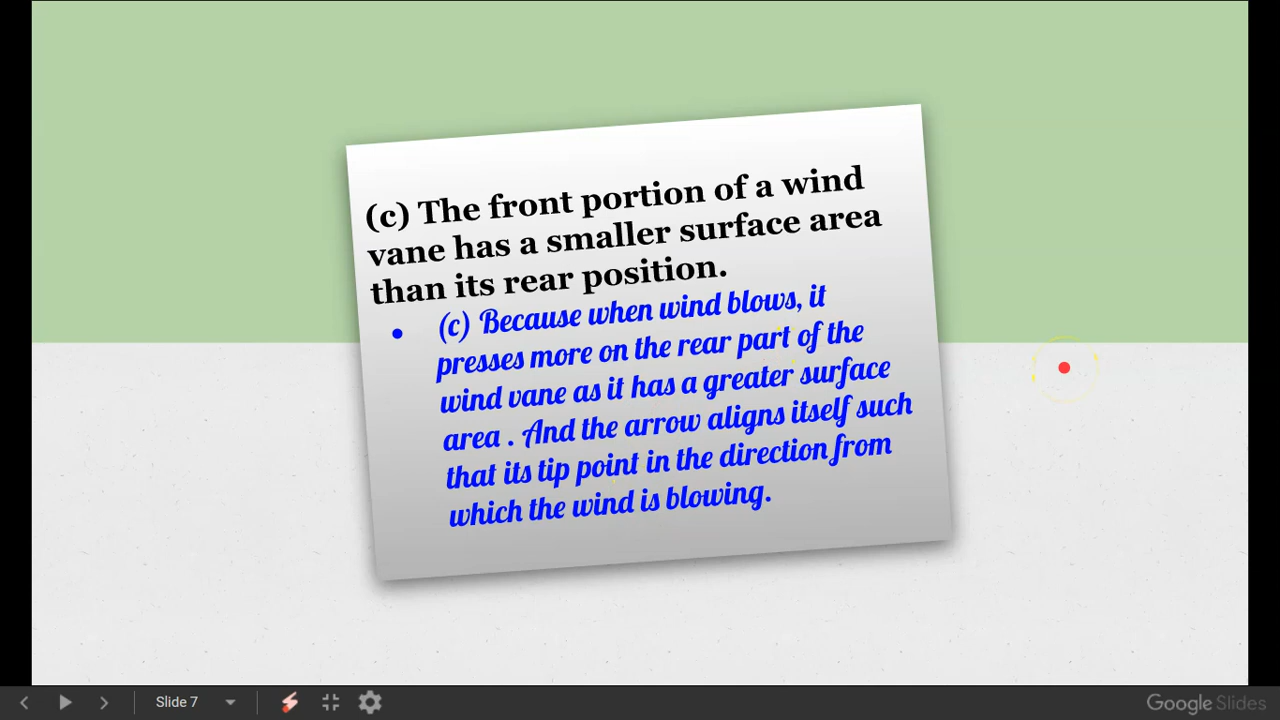 (c) The front portion of a wind
vane has a smaller surface area
than its rear position.
• (c) Because when wind blows, it
presses more on the rear part of the
wind vane as it has a greater surface
area . And the arrow aligns itself such
that its tip point in the direction from
which the wind is blowing.
Slide 7
Google Slides